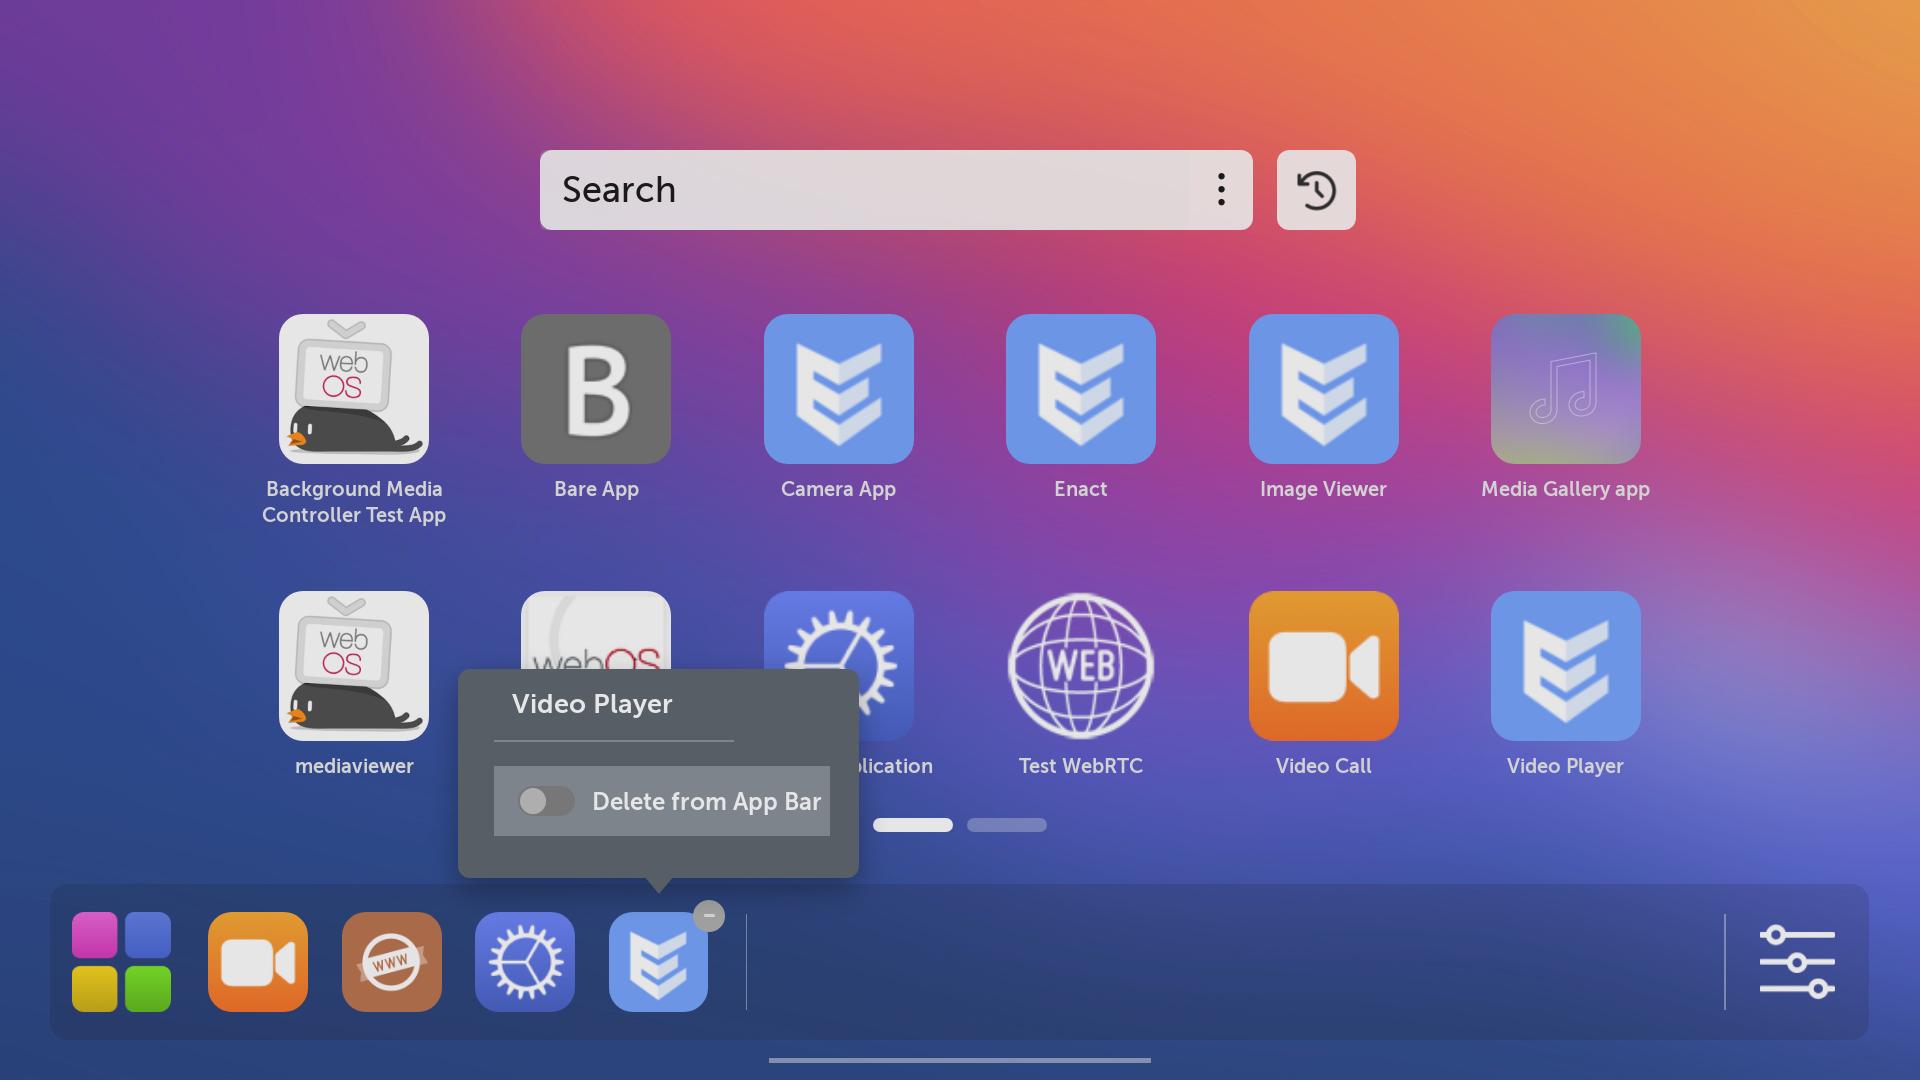 Search
web
OS
B
Background Media
Controller Test App
Bare App
Camera App
Enact
Image Viewer
Media Gallery app
web
OS
webOS
WEB
mediaviewer
Test WebRTC
Video Call
Video Player
Video Player
Delete from App Bar
WWW